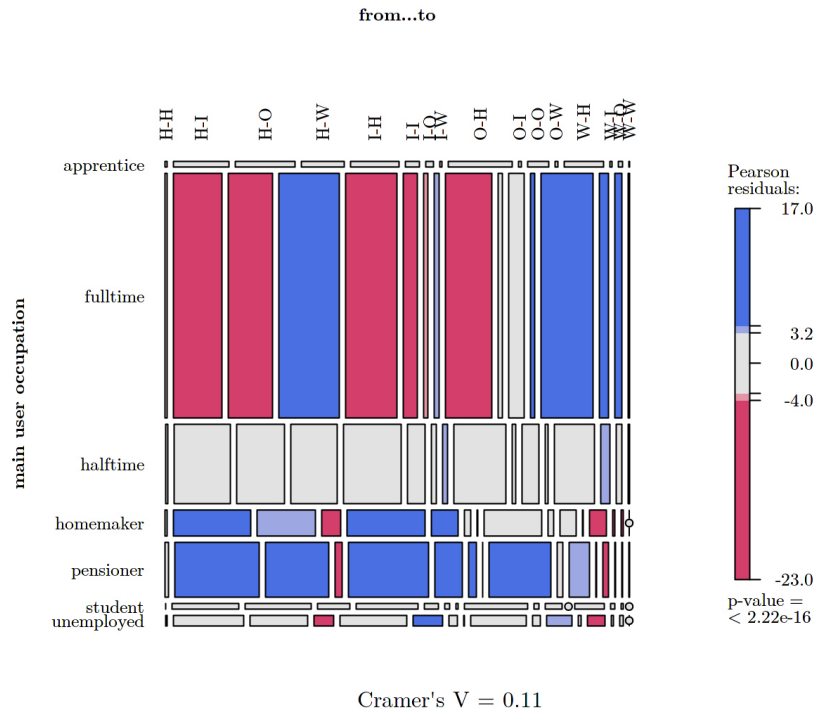 from...to
H-H
H-I
H-O
H-W
I-H
I-I
I-O
I-W
O-H
O-I
O-O
O-W
W-H
W-I
W-O
W-W
apprentice
fulltime
halftime
homemaker
pensioner
student
unemployed
main user occupation
Pearson
residuals:
17.0
3.2
0.0
-4.0
-23.0
p-value =
< 2.22e-16
Cramer's V = 0.11